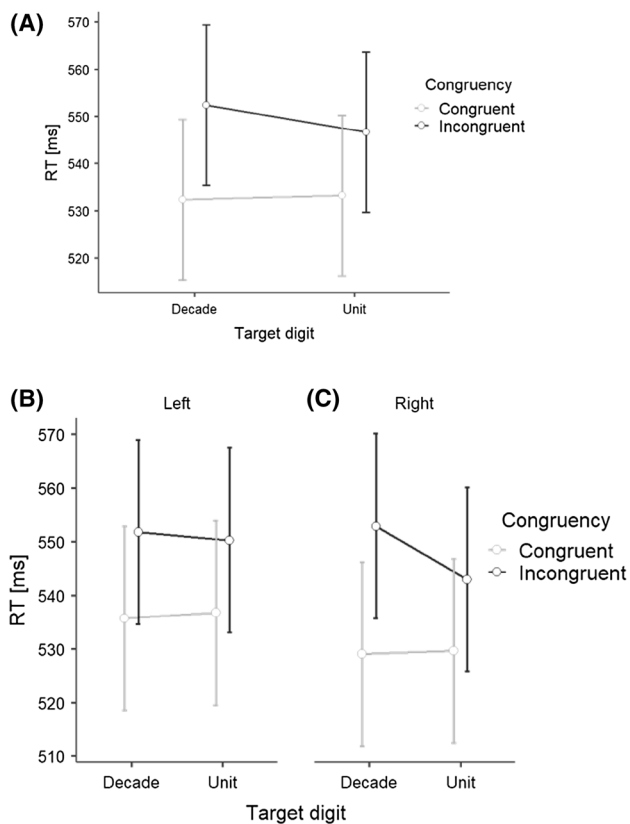 (A)
570
560
550
540
530
520
RT [ms]
Decade
Unit
Target digit
Congruency
Congruent
Incongruent
(B)
Left
(C)
Right
570
560
550
540
530
520
510
RT [ms]
Decade
Unit
Decade
Unit
Target digit
Congruency
Congruent
Incongruent